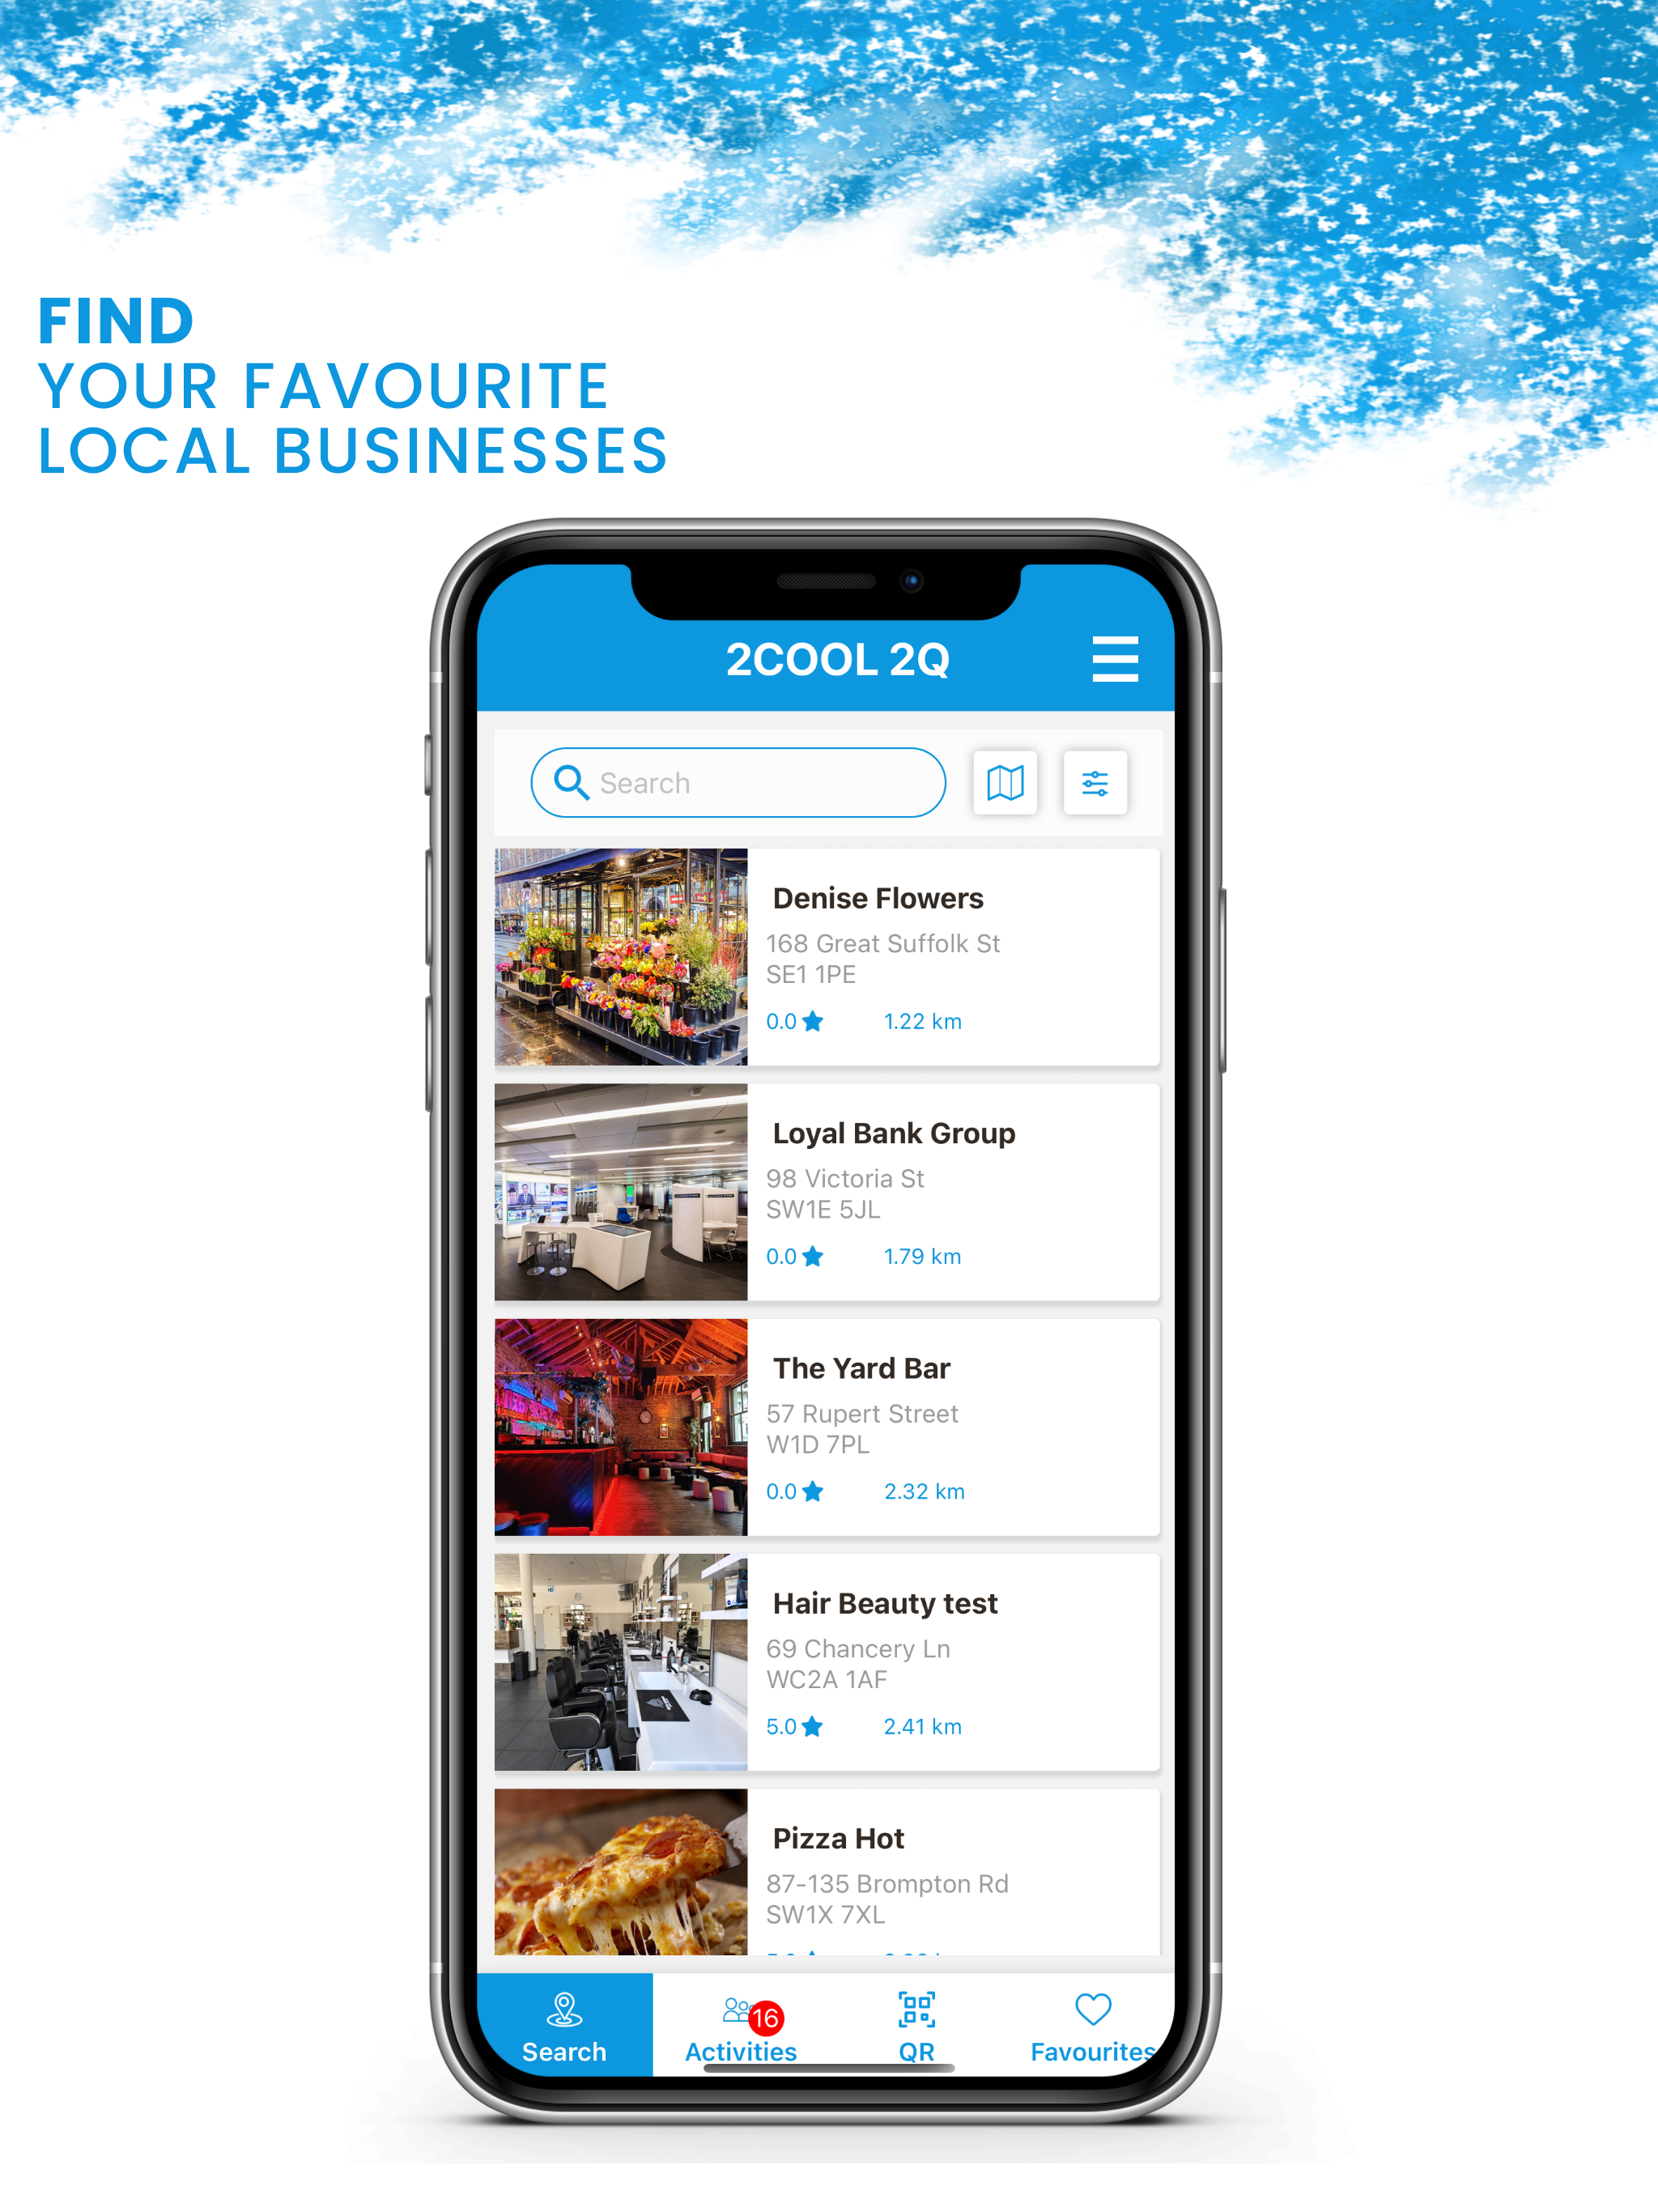 FIND
YOUR FAVOURITE
LOCAL BUSINESSES
2COOL 2Q
Search
Denise Flowers
168 Great Suffolk St
SE1 1PE
0.0 1.22 km
Loyal Bank Group
98 Victoria St
SW1E 5JL
0.0 1.79 km
The Yard Bar
57 Rupert Street
W1D 7PL
0.0 2.32 km
Hair Beauty test
69 Chancery Ln
WC2A 1AF
5.0 2.41 km
Pizza Hot
87-135 Brompton Rd
SW1X 7XL
16
Search Activities QR Favourites